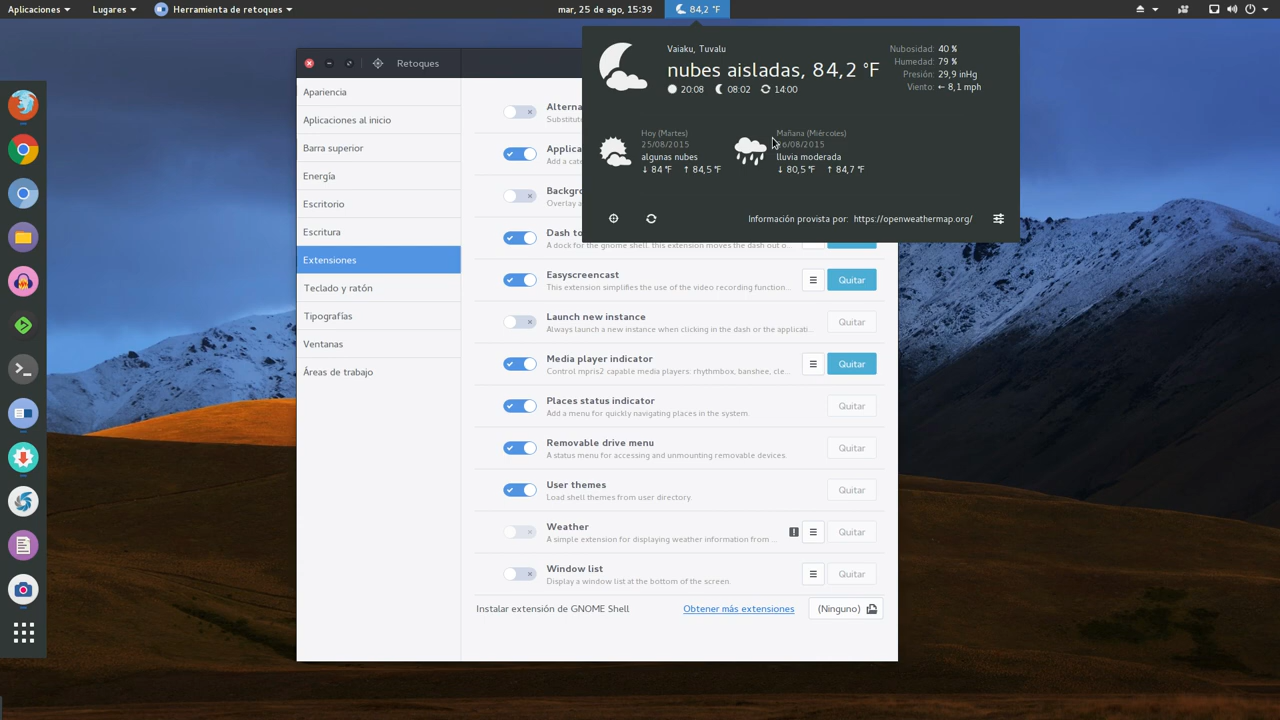 Aplicaciones
Lugares
Herramienta de retoques
mar, 25 de ago, 15:39
84,2 °F
Vaiaku, Tuvalu
nubes aisladas, 84,2 °F
20:08 08:02 14:00
Nubosidad: 40 %
Humedad: 79 %
Presión: 29,9 inHg
Viento: ← 8,1 mph
Hoy (Martes)
25/08/2015
algunas nubes
↓ 84 °F ↑ 84,5 °F
Mañana (Miércoles)
6/08/2015
lluvia moderada
↓ 80,5 °F ↑ 84,7 °F
Información provista por: https://openweathermap.org/
Retoques
Apariencia
Aplicaciones al inicio
Barra superior
Energía
Escritorio
Escritura
Extensiones
Teclado y ratón
Tipografías
Ventanas
Áreas de trabajo
Alterna
Substitut
Applica
Add a cat
Backgro
Overlay a
Dash to
A dock for the gnome shell. this extension moves the dash out o...
Easyscreencast
This extension simplifies the use of the video recording function...
Quitar
Launch new instance
Always launch a new instance when clicking in the dash or the applicati...
Quitar
Media player indicator
Control mpris2 capable media players: rhythmbox, banshee, cle...
Quitar
Places status indicator
Add a menu for quickly navigating places in the system.
Quitar
Removable drive menu
A status menu for accessing and unmounting removable devices.
Quitar
User themes
Load shell themes from user directory.
Quitar
Weather
A simple extension for displaying weather information from ...
Quitar
Window list
Display a window list at the bottom of the screen.
Quitar
Instalar extensión de GNOME Shell
Obtener más extensiones
(Ninguno)